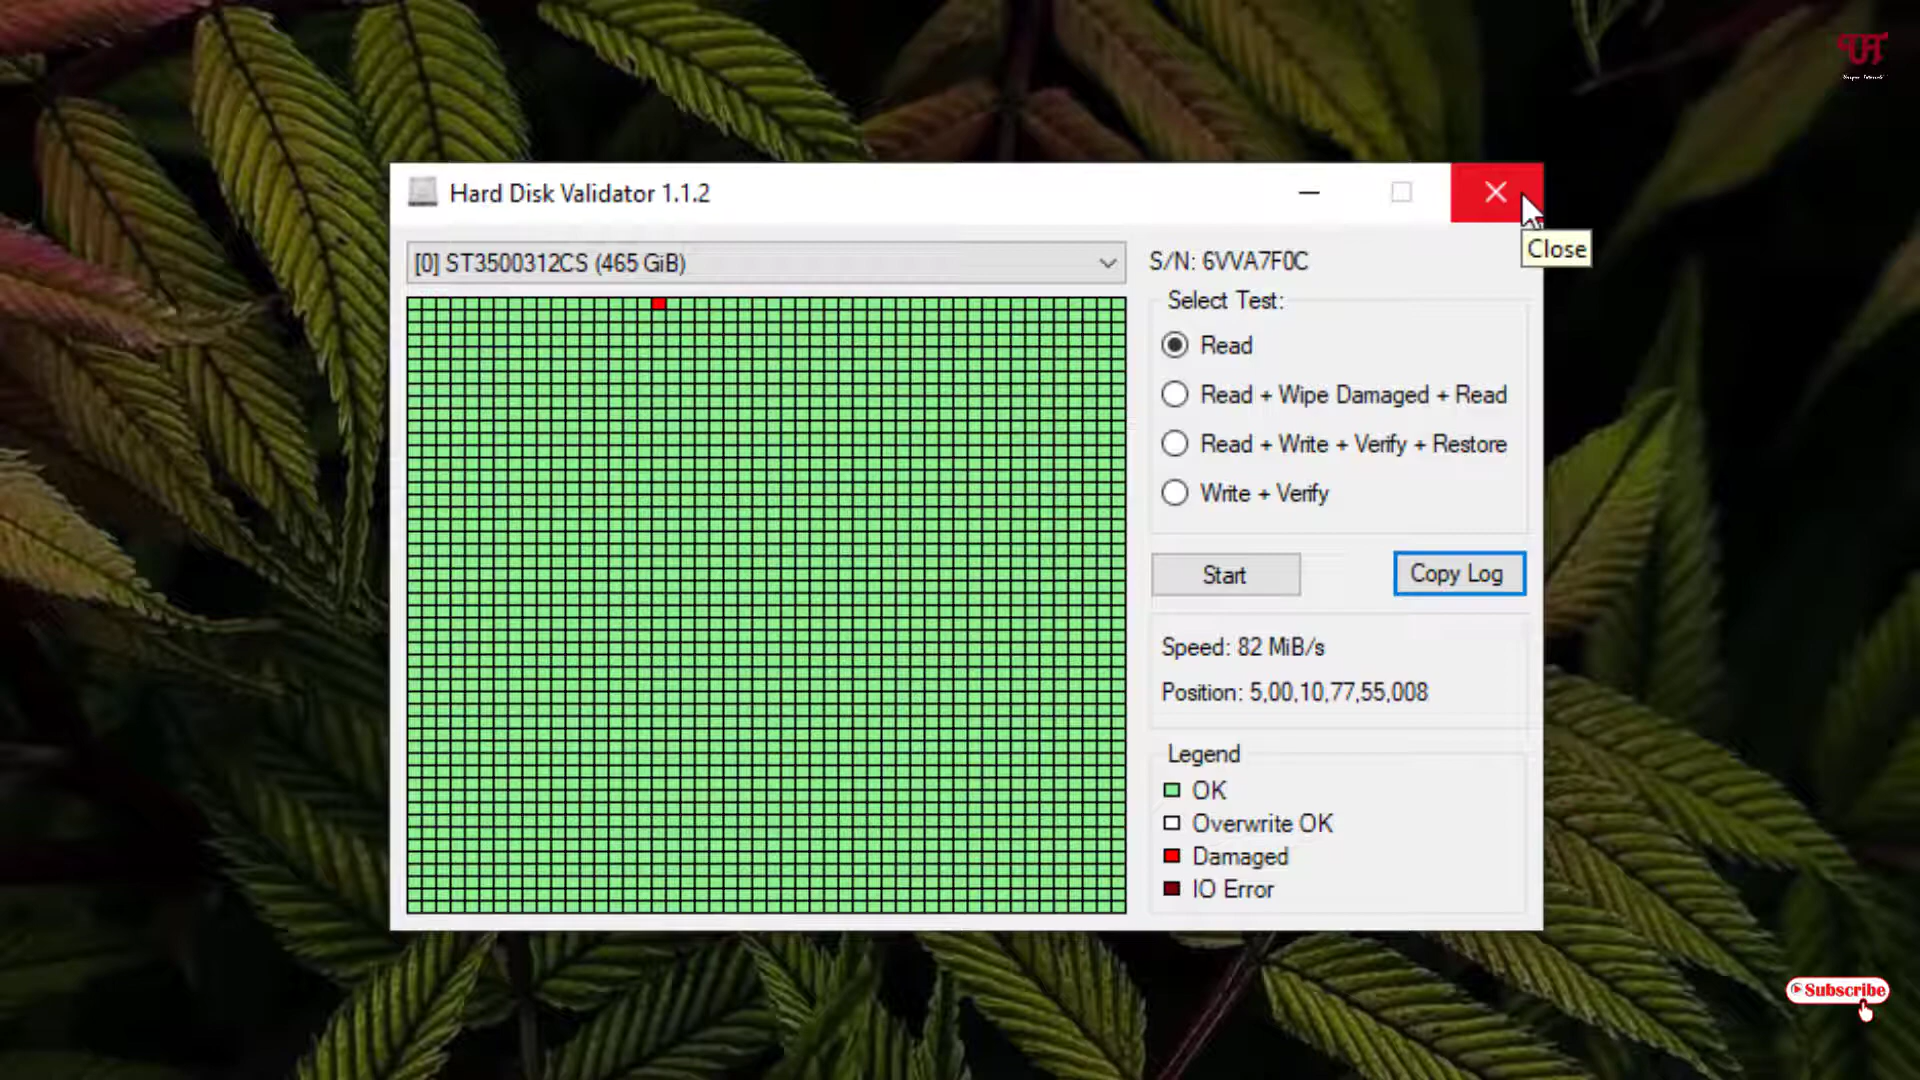 Hard Disk Validator 1.1.2
Close
[0] ST3500312CS (465 GiB)
S/N: 6VVA7F0C
Select Test:
Read
Read + Wipe Damaged + Read
Read + Write + Verify + Restore
Write + Verify
Start
Copy Log
Speed: 82 MiB/s
Position: 5,00,10,77,55,008
Legend
OK
Overwrite OK
Damaged
IO Error
Subscribe